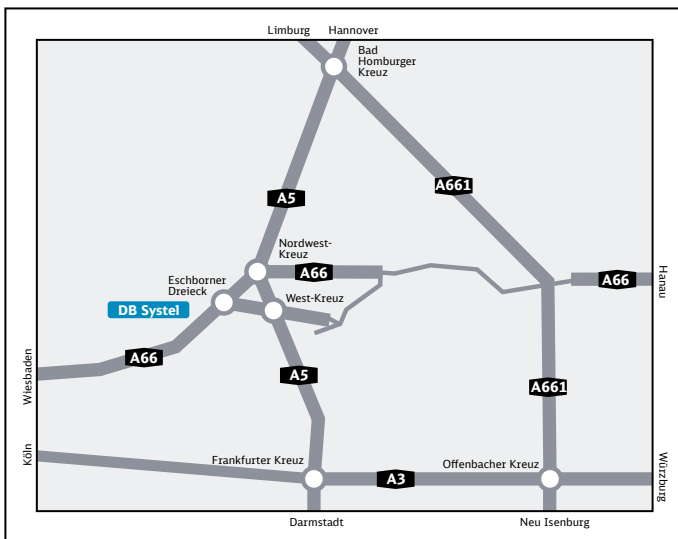 Limburg Hannover
Bad
Homburger
Kreuz
A661
A5
Nordwest-
Kreuz
A66
Hanau
A66
Eschborner
Dreieck
West-Kreuz
DB Systel
A66
Wiesbaden
A5
A661
Köln
Frankfurter Kreuz
A3
Offenbacher Kreuz
Würzburg
Darmstadt
Neu Isenburg